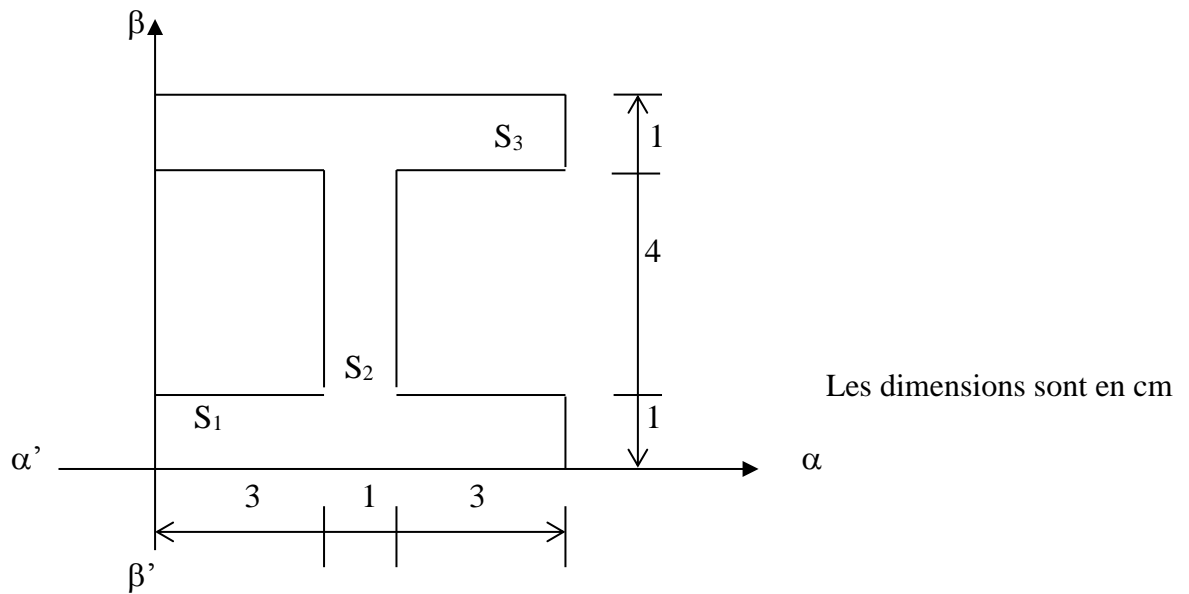 β
S₃
1
4
S₂
Les dimensions sont en cm
S₁
1
α’
α
3 1 3
β’